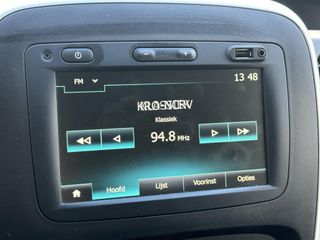 FM
13 48
Klassiek
94.8 MHz
Hoofd
Lijst
Voorinst
Opties